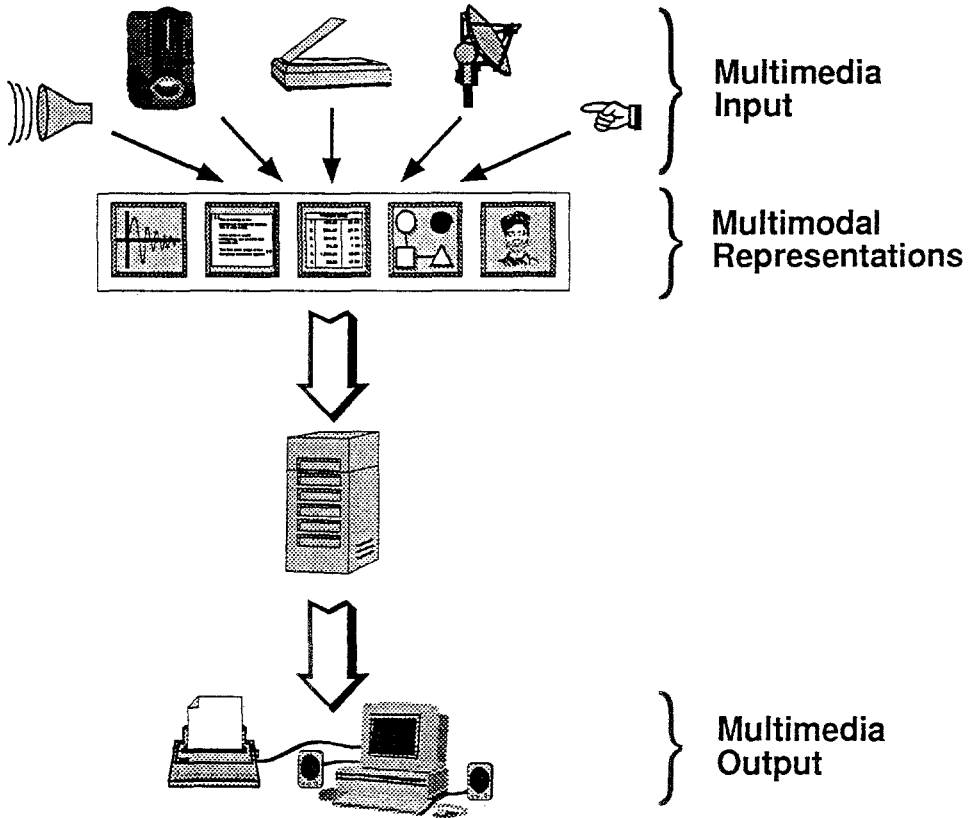 Multimedia
Input
Multimodal
Representations
Multimedia
Output